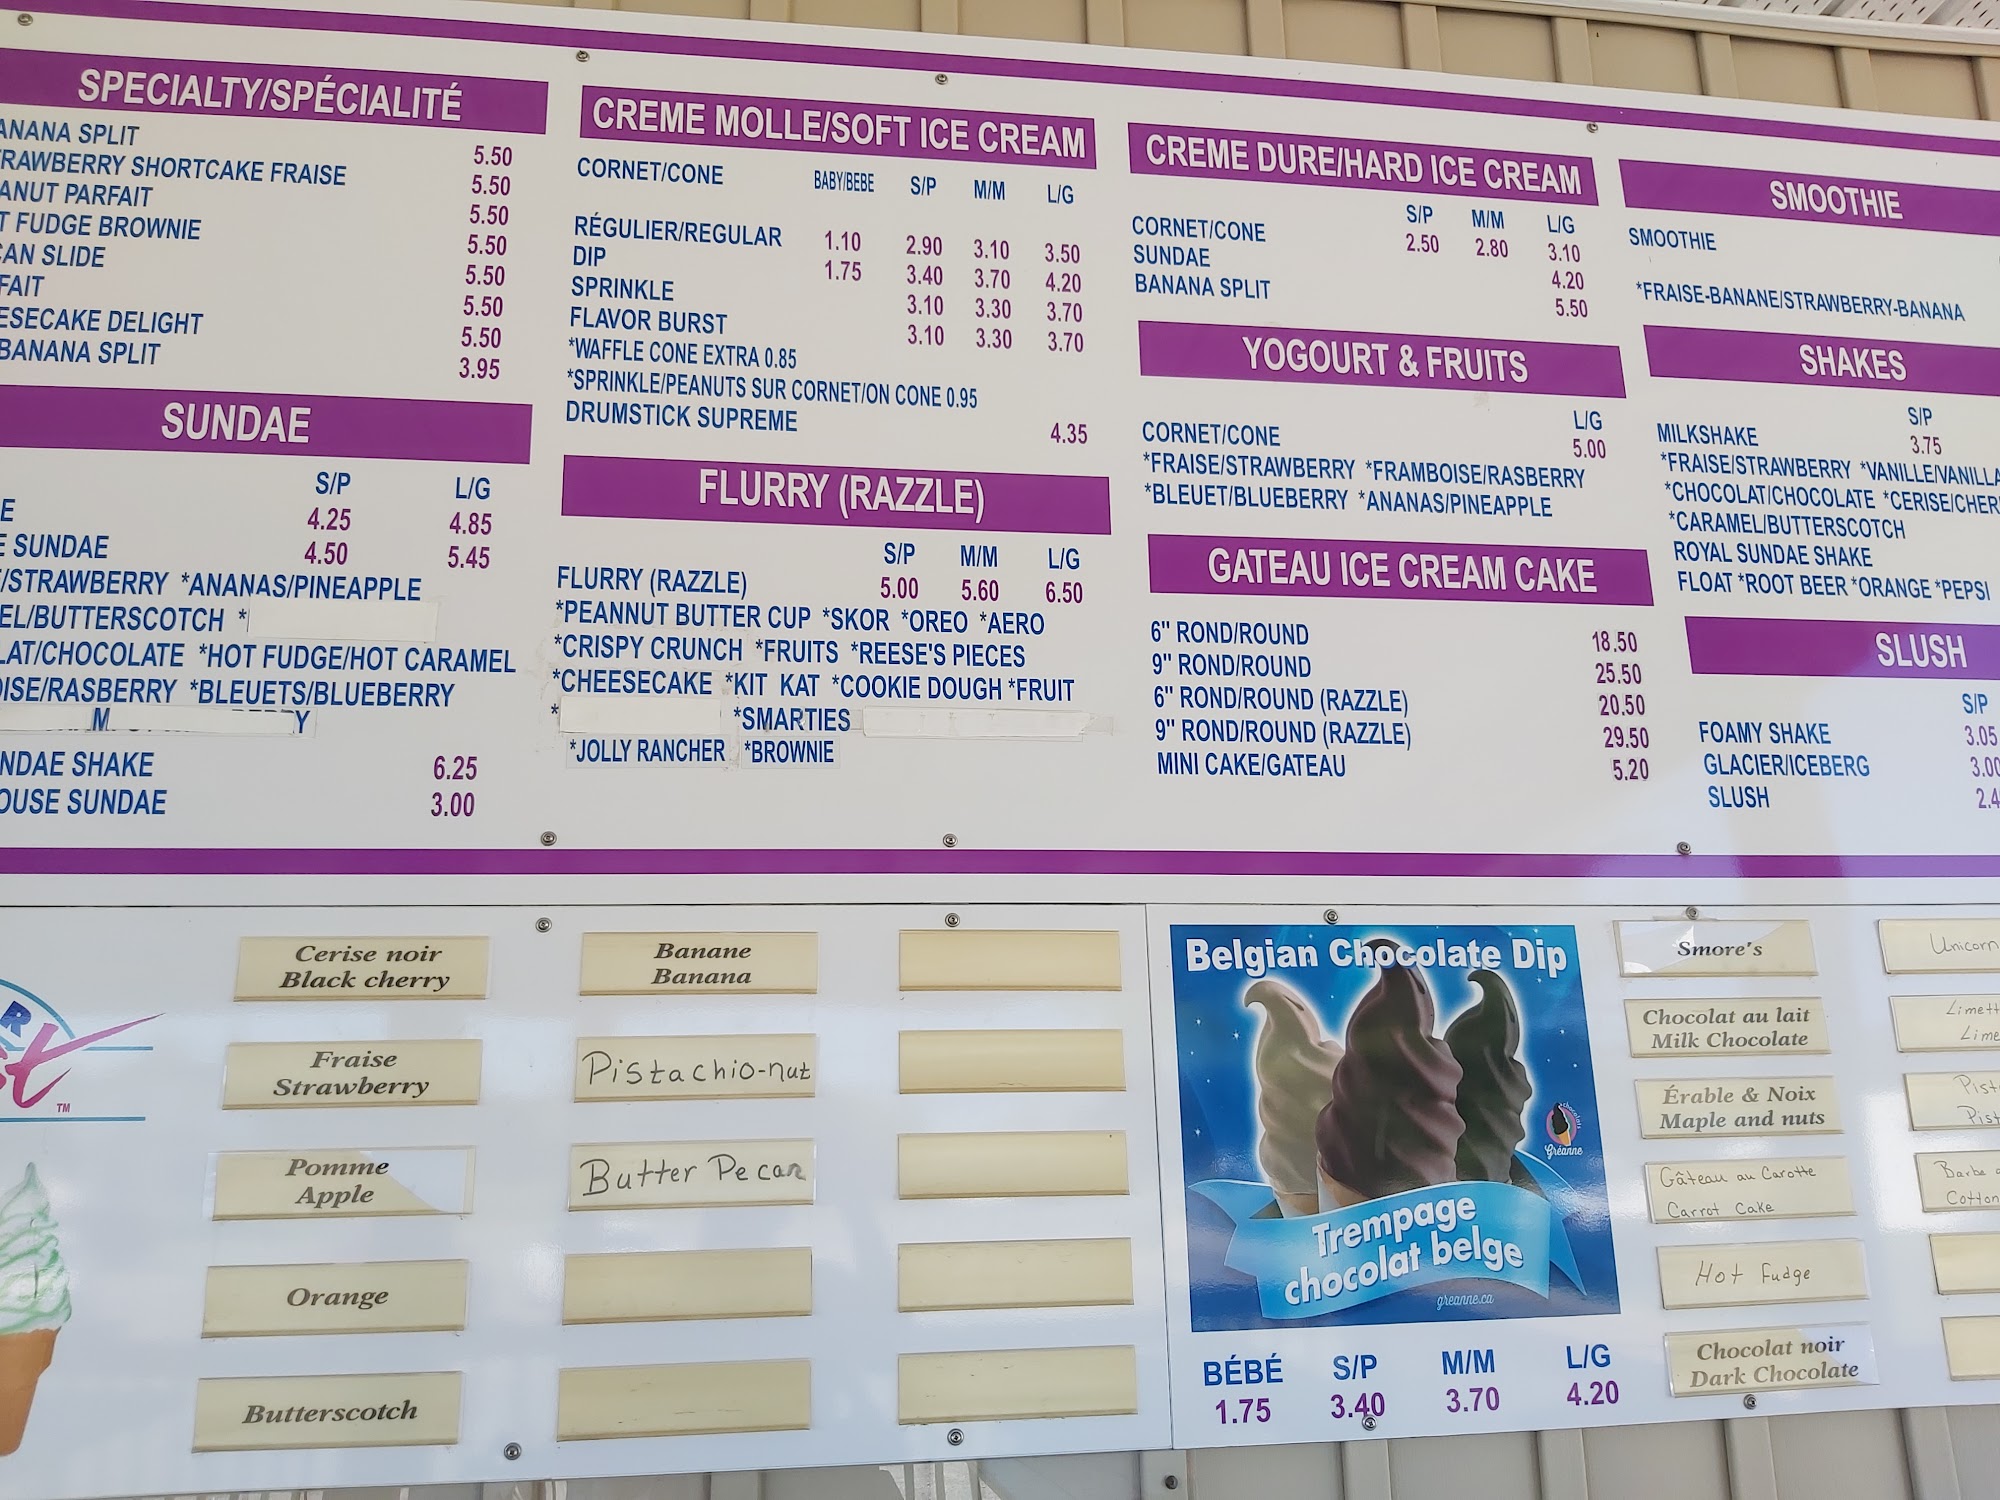 SPECIALTY/SPÉCIALITÉ
ANANA SPLIT 5.50
RAWBERRY SHORTCAKE FRAISE 5.50
ANUT PARFAIT 5.50
T FUDGE BROWNIE 5.50
CAN SLIDE 5.50
FAIT 5.50
ESECAKE DELIGHT 5.50
BANANA SPLIT 3.95
SUNDAE
S/P L/G
E 4.25 4.85
E SUNDAE 4.50 5.45
/STRAWBERRY *ANANAS/PINEAPPLE
EL/BUTTERSCOTCH *
LAT/CHOCOLATE *HOT FUDGE/HOT CARAMEL
ISE/RASBERRY *BLEUETS/BLUEBERRY
NDAE SHAKE 6.25
OUSE SUNDAE 3.00
CREME MOLLE/SOFT ICE CREAM
CORNET/CONE BABY/BEBE S/P M/M L/G
RÉGULIER/REGULAR 1.10 2.90 3.10 3.50
DIP 1.75 3.40 3.70 4.20
SPRINKLE 3.10 3.30 3.70
FLAVOR BURST 3.10 3.30 3.70
*WAFFLE CONE EXTRA 0.85
*SPRINKLE/PEANUTS SUR CORNET/ON CONE 0.95
DRUMSTICK SUPREME 4.35
FLURRY (RAZZLE)
S/P M/M L/G
FLURRY (RAZZLE) 5.00 5.60 6.50
*PEANNUT BUTTER CUP *SKOR *OREO *AERO
*CRISPY CRUNCH *FRUITS *REESE'S PIECES
*CHEESECAKE *KIT KAT *COOKIE DOUGH *FRUIT
* *SMARTIES
*JOLLY RANCHER *BROWNIE
CREME DURE/HARD ICE CREAM
S/P M/M L/G
CORNET/CONE 2.50 2.80 3.10
SUNDAE 4.20
BANANA SPLIT 5.50
YOGOURT & FRUITS
L/G
CORNET/CONE 5.00
*FRAISE/STRAWBERRY *FRAMBOISE/RASBERRY
*BLEUET/BLUEBERRY *ANANAS/PINEAPPLE
GATEAU ICE CREAM CAKE
6" ROND/ROUND 18.50
9" ROND/ROUND 25.50
6" ROND/ROUND (RAZZLE) 20.50
9" ROND/ROUND (RAZZLE) 29.50
MINI CAKE/GATEAU 5.20
SMOOTHIE
SMOOTHIE
*FRAISE-BANANE/STRAWBERRY-BANANA
SHAKES
S/P
MILKSHAKE 3.75
*FRAISE/STRAWBERRY *VANILLE/VANILLA
*CHOCOLAT/CHOCOLATE *CERISE/CHER
*CARAMEL/BUTTERSCOTCH
ROYAL SUNDAE SHAKE
FLOAT *ROOT BEER *ORANGE *PEPSI
SLUSH
S/P
FOAMY SHAKE 3.05
GLACIER/ICEBERG 3.00
SLUSH 2.4
R
st
TM
Cerise noir
Black cherry
Fraise
Strawberry
Pomme
Apple
Orange
Butterscotch
Banane
Banana
Pistachio-nut
Butter Pecan
Belgian Chocolate Dip
chocolats
Gréanne
Trempage
chocolat belge
greanne.ca
BÉBÉ S/P M/M L/G
1.75 3.40 3.70 4.20
Smore's
Chocolat au lait
Milk Chocolate
Érable & Noix
Maple and nuts
Gâteau au Carotte
Carrot Cake
Hot Fudge
Chocolat noir
Dark Chocolate
Unicorn
Limett
Lime
Pist
Pist
Barbe
Cotton